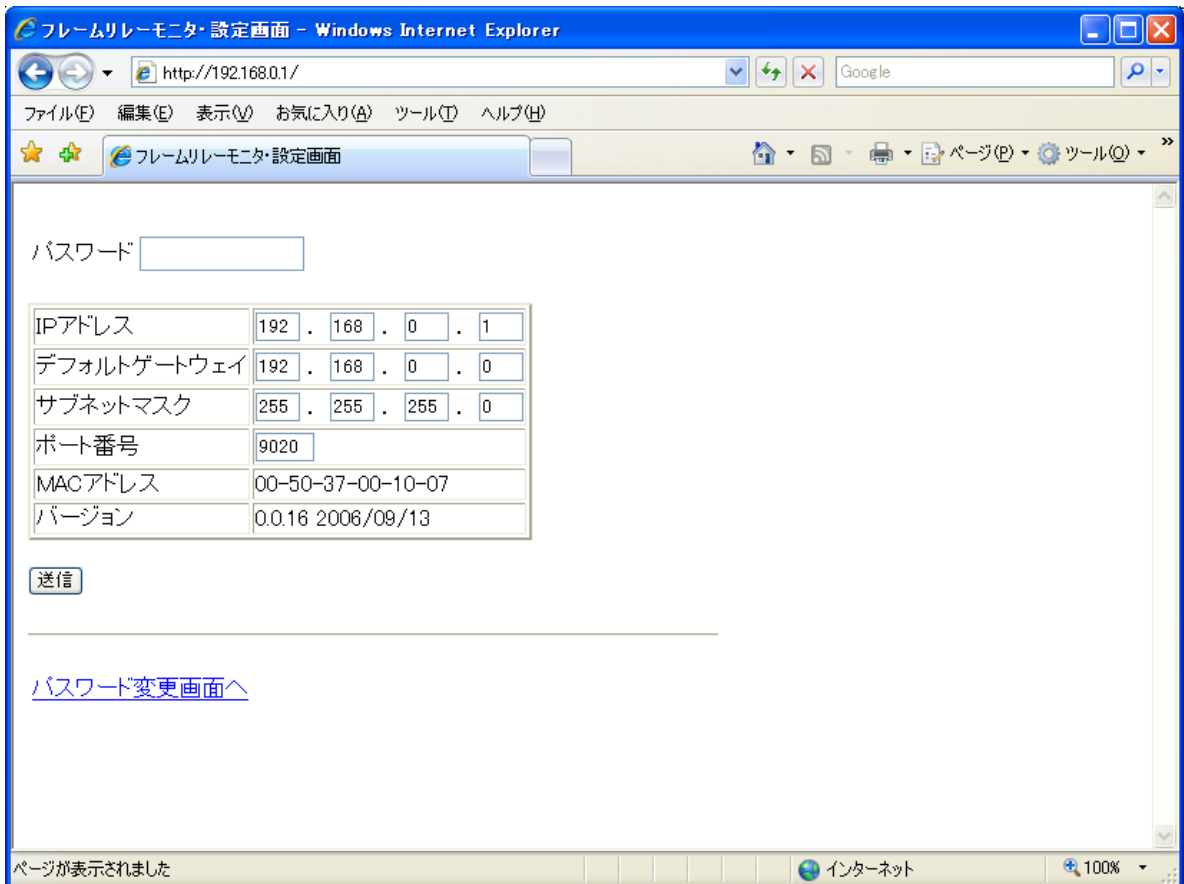 フレームリレーモニタ・設定画面 - Windows Internet Explorer
http://192.168.0.1/
Google
ファイル(F) 編集(E) 表示(V) お気に入り(A) ツール(T) ヘルプ(H)
フレームリレーモニタ・設定画面
ページ(P) ツール(O) »
パスワード
IPアドレス 192 . 168 . 0 . 1
デフォルトゲートウェイ 192 . 168 . 0 . 0
サブネットマスク 255 . 255 . 255 . 0
ポート番号 9020
MACアドレス 00-50-37-00-10-07
バージョン 0.0.16 2006/09/13
送信
パスワード変更画面へ
ページが表示されました インターネット 100%